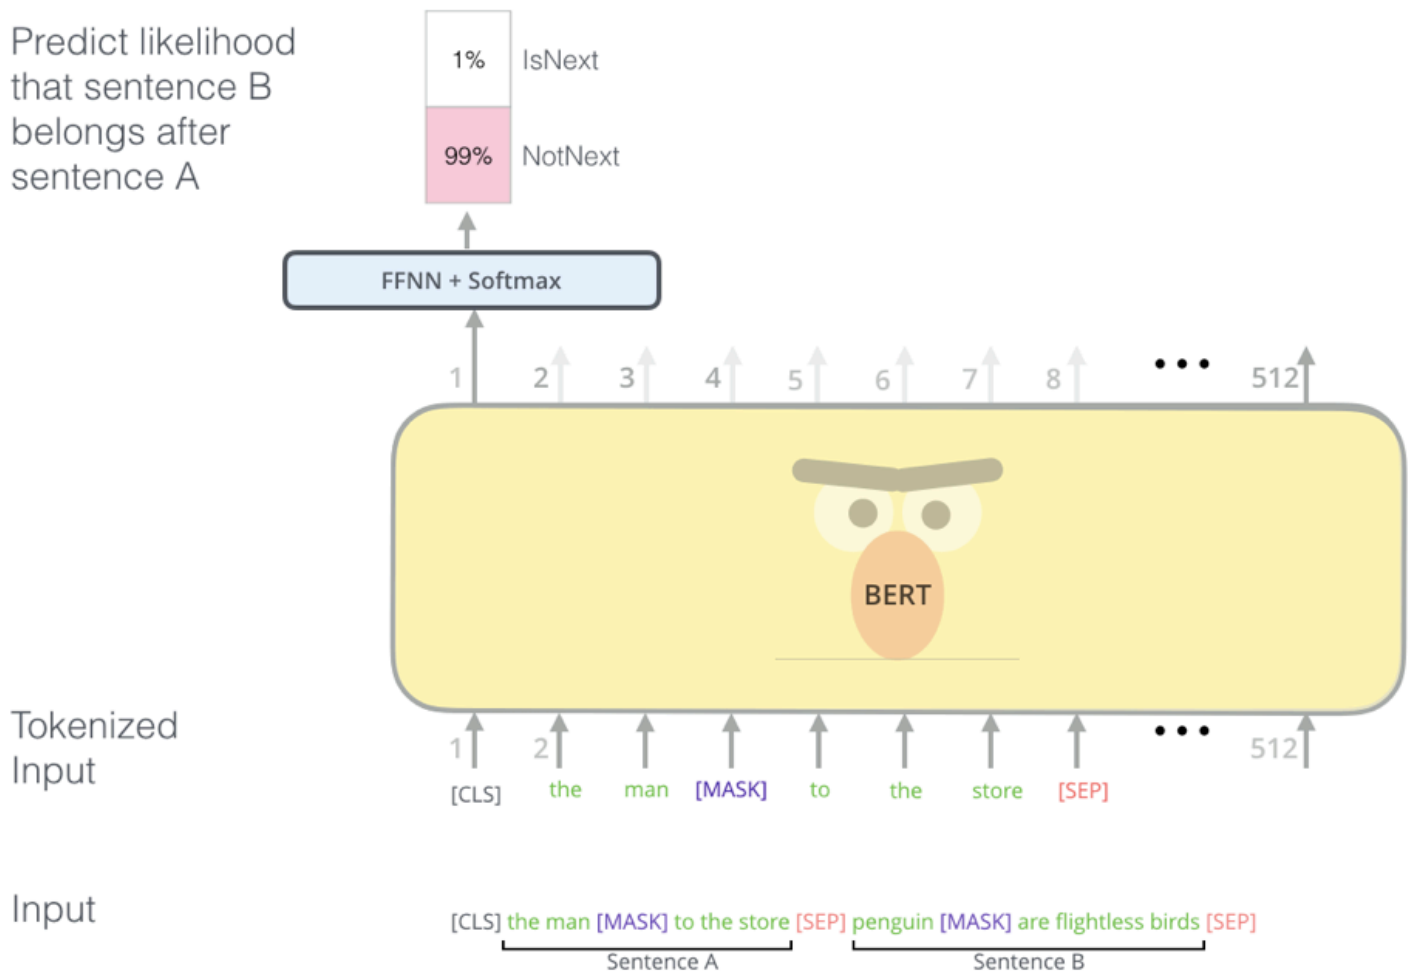 Predict likelihood
that sentence B
belongs after
sentence A
1% IsNext
99% NotNext
FFNN + Softmax
1 2 3 4 5 6 7 8 ••• 512
BERT
Tokenized
Input
1 2 ••• 512
[CLS] the man [MASK] to the store [SEP]
Input
[CLS] the man [MASK] to the store [SEP] penguin [MASK] are flightless birds [SEP]
Sentence A Sentence B